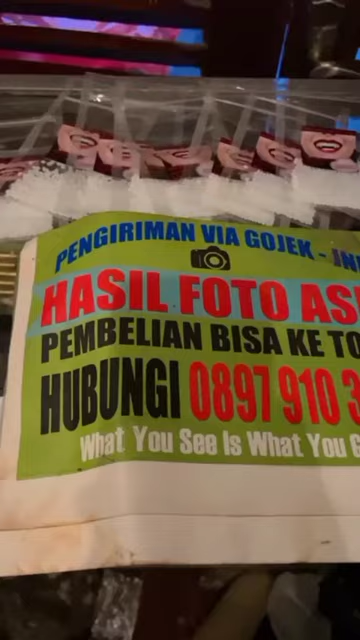 PENGIRIMAN VIA GOJEK -
HASIL FOTO
PEMBELIAN BISA KE
HUBUNGI 0897 910
What You See Is What You